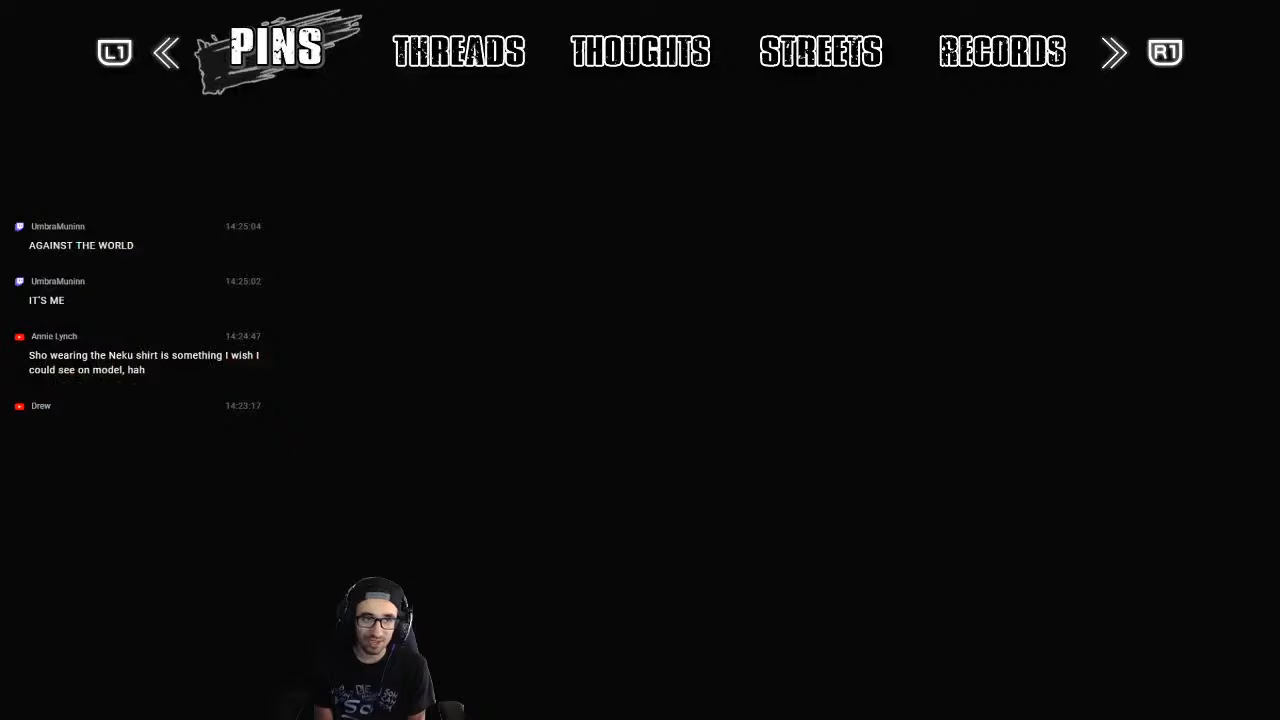 L1 PINS THREADS THOUGHTS STREETS RECORDS R1
UmbraMuninn 14:25:04
AGAINST THE WORLD
UmbraMuninn 14:25:02
IT'S ME
Annie Lynch 14:24:47
Sho wearing the Neku shirt is something I wish I
could see on model, hah
Drew 14:23:17
DIE
So